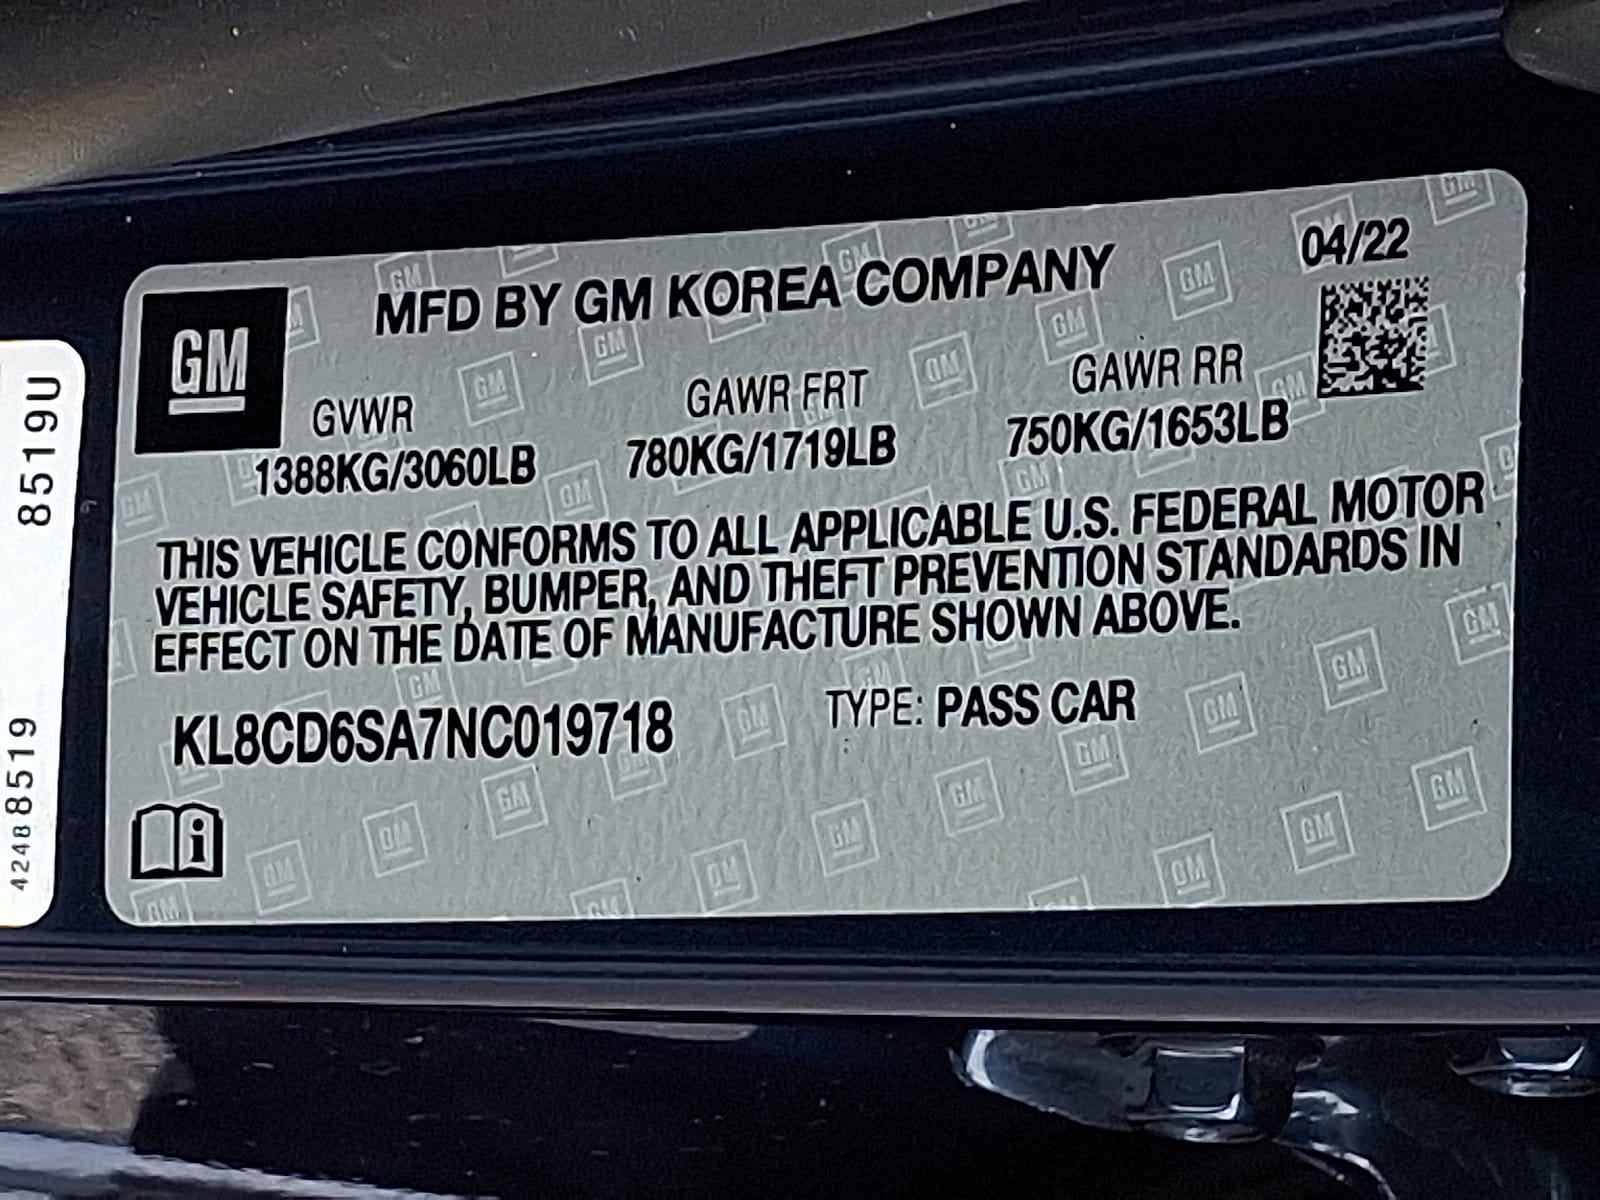 04/22
GM
MFD BY GM KOREA COMPANY
GVWR GAWR FRT GAWR RR
1388KG/3060LB 780KG/1719LB 750KG/1653LB
THIS VEHICLE CONFORMS TO ALL APPLICABLE U.S. FEDERAL MOTOR
VEHICLE SAFETY, BUMPER, AND THEFT PREVENTION STANDARDS IN
EFFECT ON THE DATE OF MANUFACTURE SHOWN ABOVE.
KL8CD6SA7NC019718 TYPE: PASS CAR
i
8519U
42488519